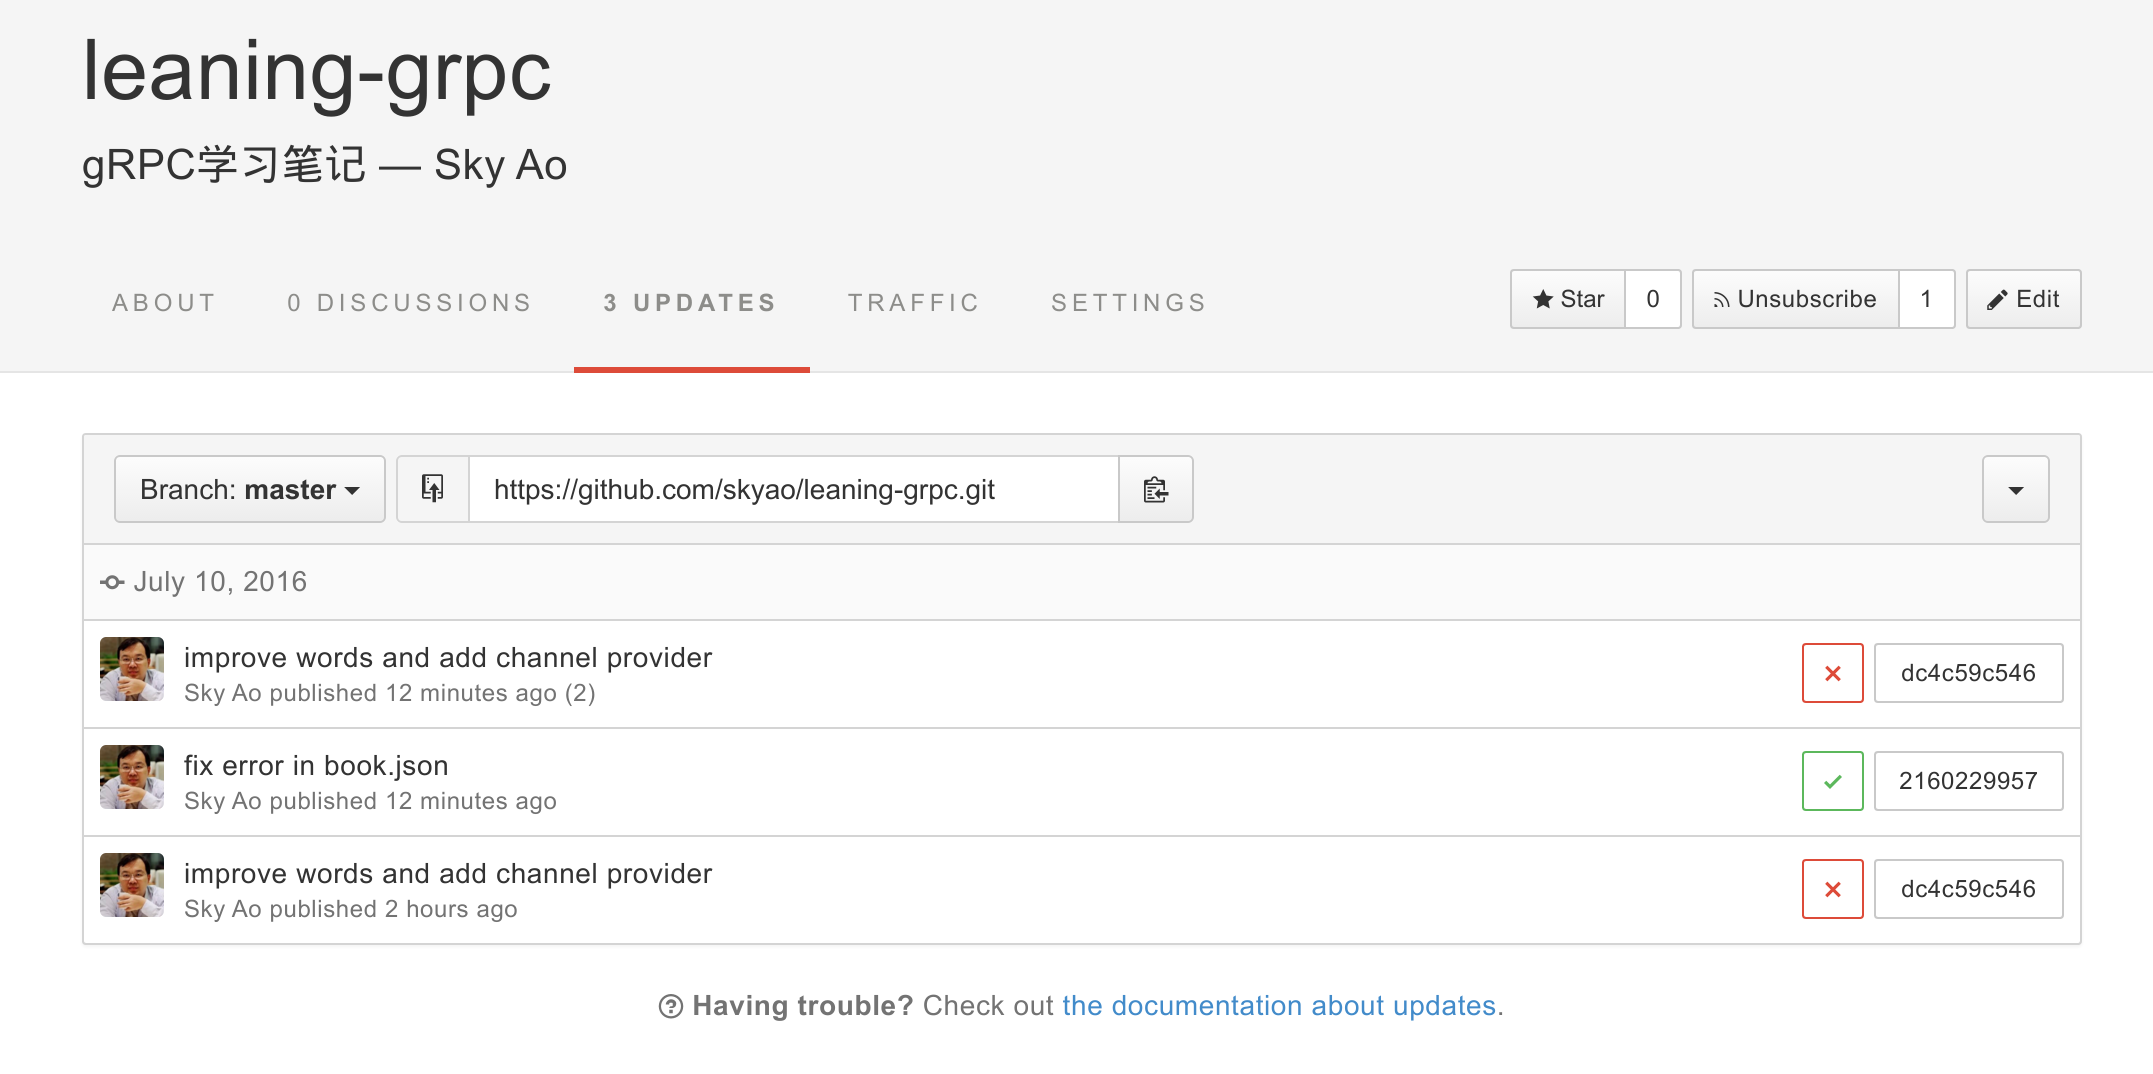 leaning-grpc
gRPC学习笔记 — Sky Ao
ABOUT 0 DISCUSSIONS 3 UPDATES TRAFFIC SETTINGS Star 0 Unsubscribe 1 Edit
Branch: master https://github.com/skyao/leaning-grpc.git
July 10, 2016
improve words and add channel provider
Sky Ao published 12 minutes ago (2)
dc4c59c546
fix error in book.json
Sky Ao published 12 minutes ago
2160229957
improve words and add channel provider
Sky Ao published 2 hours ago
dc4c59c546
Having trouble? Check out the documentation about updates.